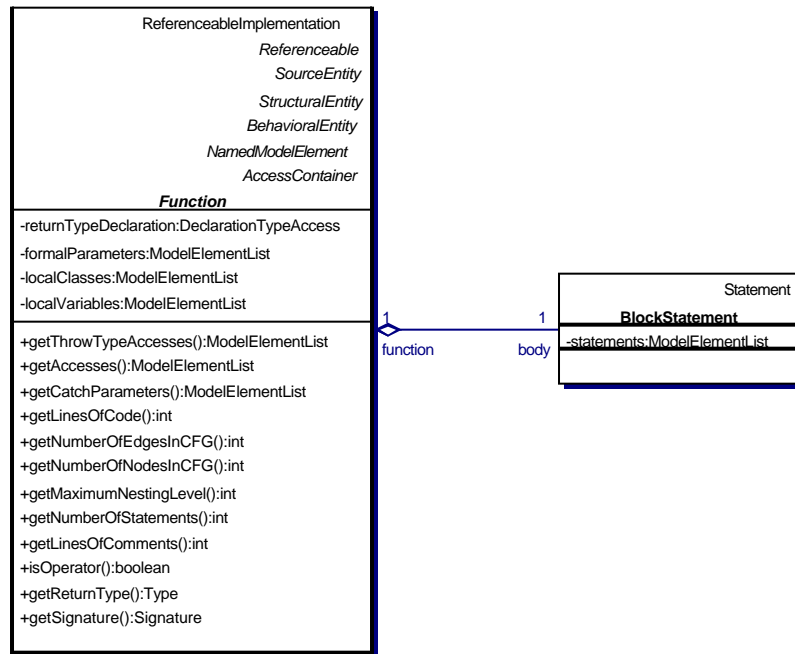 ReferenceableImplementation
Referenceable
SourceEntity
StructuralEntity
BehavioralEntity
NamedModelElement
AccessContainer
Function
-returnTypeDeclaration:DeclarationTypeAccess
-formalParameters:ModelElementList
-localClasses:ModelElementList
-localVariables:ModelElementList
+getThrowTypeAccesses():ModelElementList
+getAccesses():ModelElementList
+getCatchParameters():ModelElementList
+getLinesOfCode():int
+getNumberOfEdgesInCFG():int
+getNumberOfNodesInCFG():int
+getMaximumNestingLevel():int
+getNumberOfStatements():int
+getLinesOfComments():int
+isOperator():boolean
+getReturnType():Type
+getSignature():Signature
1
function
1
body
Statement
BlockStatement
-statements:ModelElementList